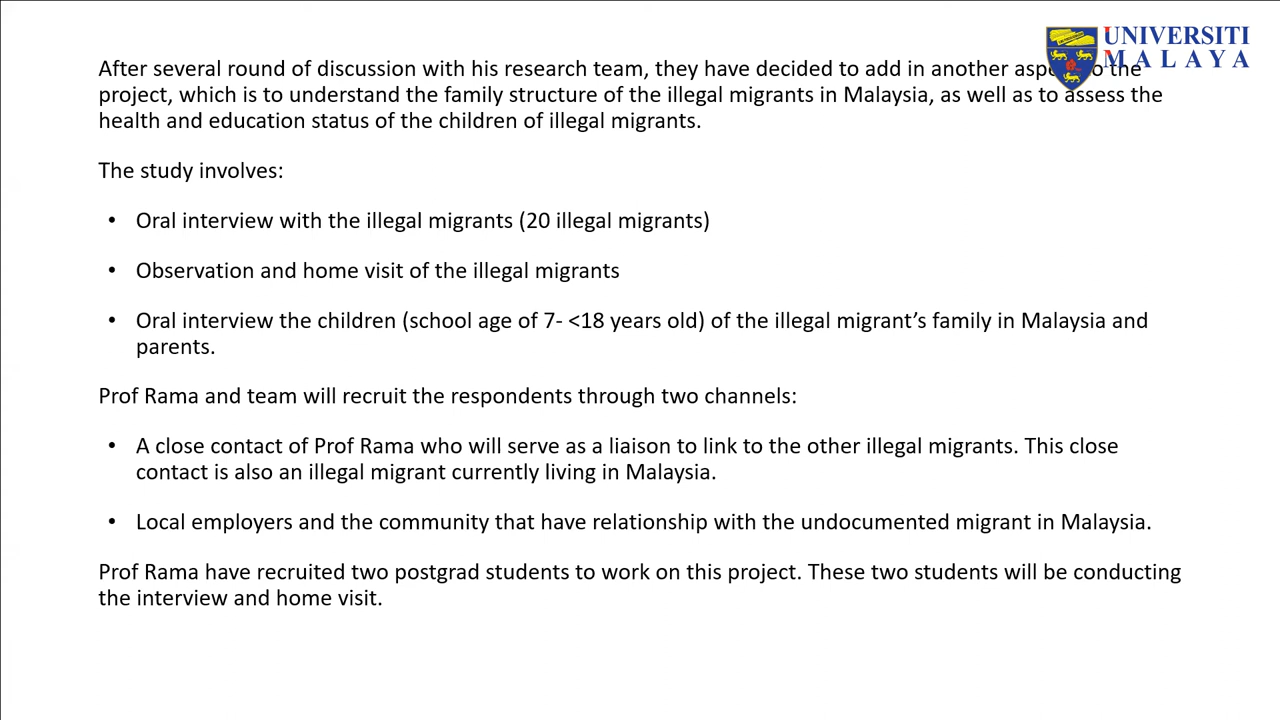 UNIVERSITI
MALAYA
After several round of discussion with his research team, they have decided to add in another the
project, which is to understand the family structure of the illegal migrants in Malaysia, as well as to assess the
health and education status of the children of illegal migrants.
The study involves:
• Oral interview with the illegal migrants (20 illegal migrants)
• Observation and home visit of the illegal migrants
• Oral interview the children (school age of 7- <18 years old) of the illegal migrant’s family in Malaysia and
parents.
Prof Rama and team will recruit the respondents through two channels:
• A close contact of Prof Rama who will serve as a liaison to link to the other illegal migrants. This close
contact is also an illegal migrant currently living in Malaysia.
• Local employers and the community that have relationship with the undocumented migrant in Malaysia.
Prof Rama have recruited two postgrad students to work on this project. These two students will be conducting
the interview and home visit.